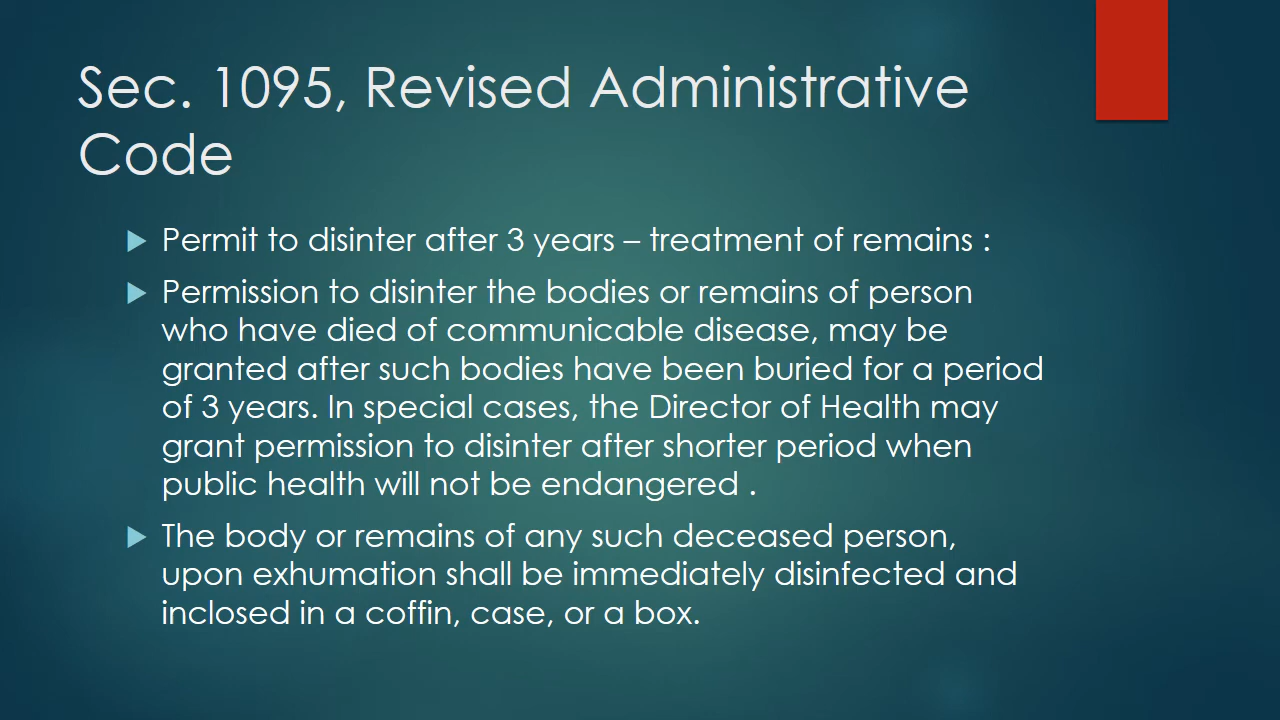 Sec. 1095, Revised Administrative
Code
Permit to disinter after 3 years – treatment of remains :
Permission to disinter the bodies or remains of person
who have died of communicable disease, may be
granted after such bodies have been buried for a period
of 3 years. In special cases, the Director of Health may
grant permission to disinter after shorter period when
public health will not be endangered .
The body or remains of any such deceased person,
upon exhumation shall be immediately disinfected and
inclosed in a coffin, case, or a box.